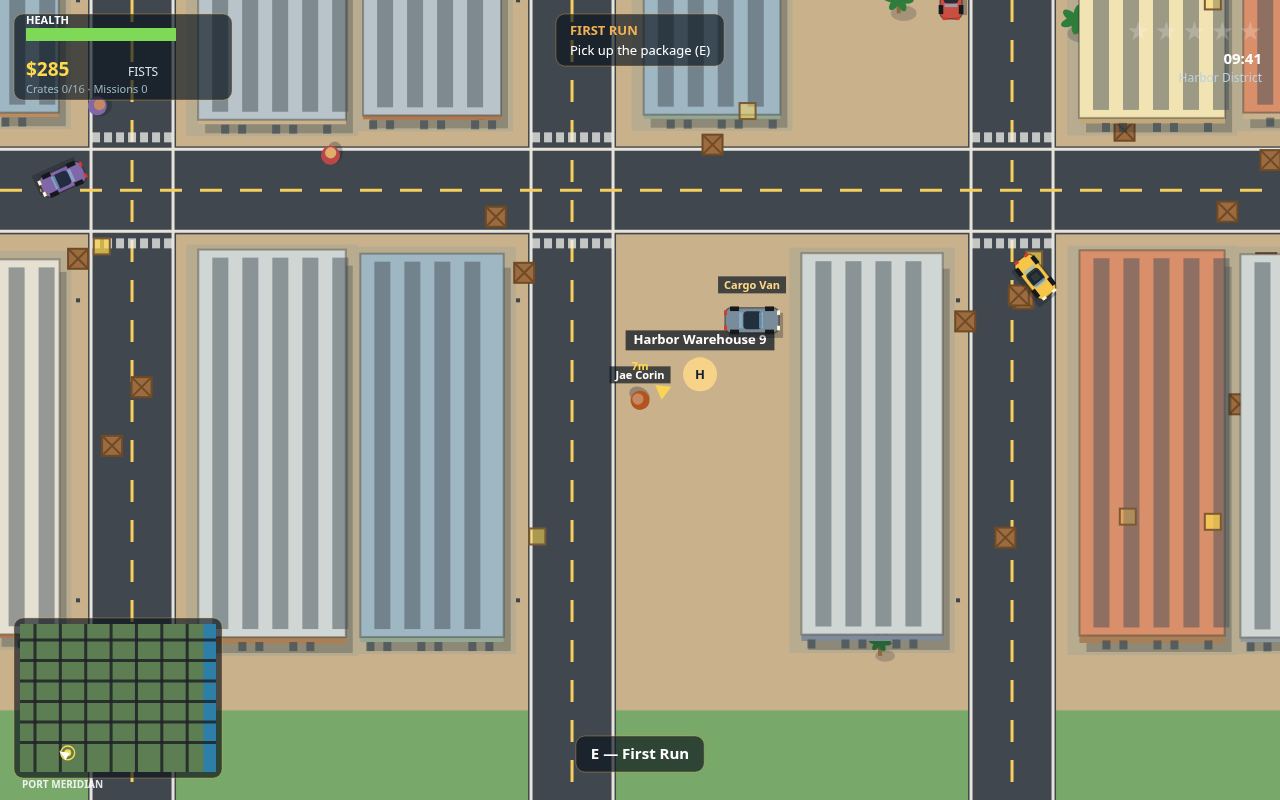 HEALTH
$285
FISTS
Crates 0/16 · Missions 0
FIRST RUN
Pick up the package (E)
09:41
Harbor District
Cargo Van
Harbor Warehouse 9
7m
Jae Corin
H
E — First Run
PORT MERIDIAN